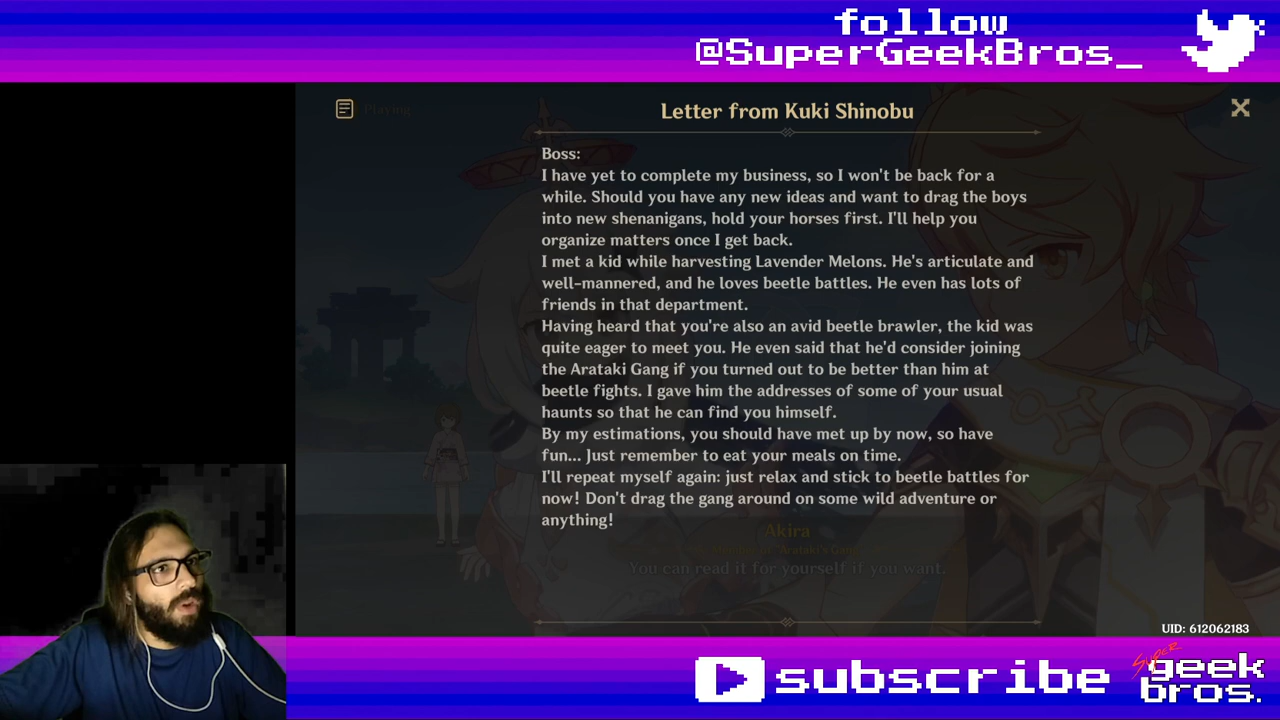 follow
@SuperGeekBros_
Playing
Letter from Kuki Shinobu
Boss:
I have yet to complete my business, so I won't be back for a
while. Should you have any new ideas and want to drag the boys
into new shenanigans, hold your horses first. I'll help you
organize matters once I get back.
I met a kid while harvesting Lavender Melons. He's articulate and
well-mannered, and he loves beetle battles. He even has lots of
friends in that department.
Having heard that you're also an avid beetle brawler, the kid was
quite eager to meet you. He even said that he'd consider joining
the Arataki Gang if you turned out to be better than him at
beetle fights. I gave him the addresses of some of your usual
haunts so that he can find you himself.
By my estimations, you should have met up by now, so have
fun... Just remember to eat your meals on time.
I'll repeat myself again: just relax and stick to beetle battles for
now! Don't drag the gang around on some wild adventure or
anything!
Akira
Arataki's Gang
You can read it for yourself if you want.
UID: 612062183
subscribe
super
geek
bros.